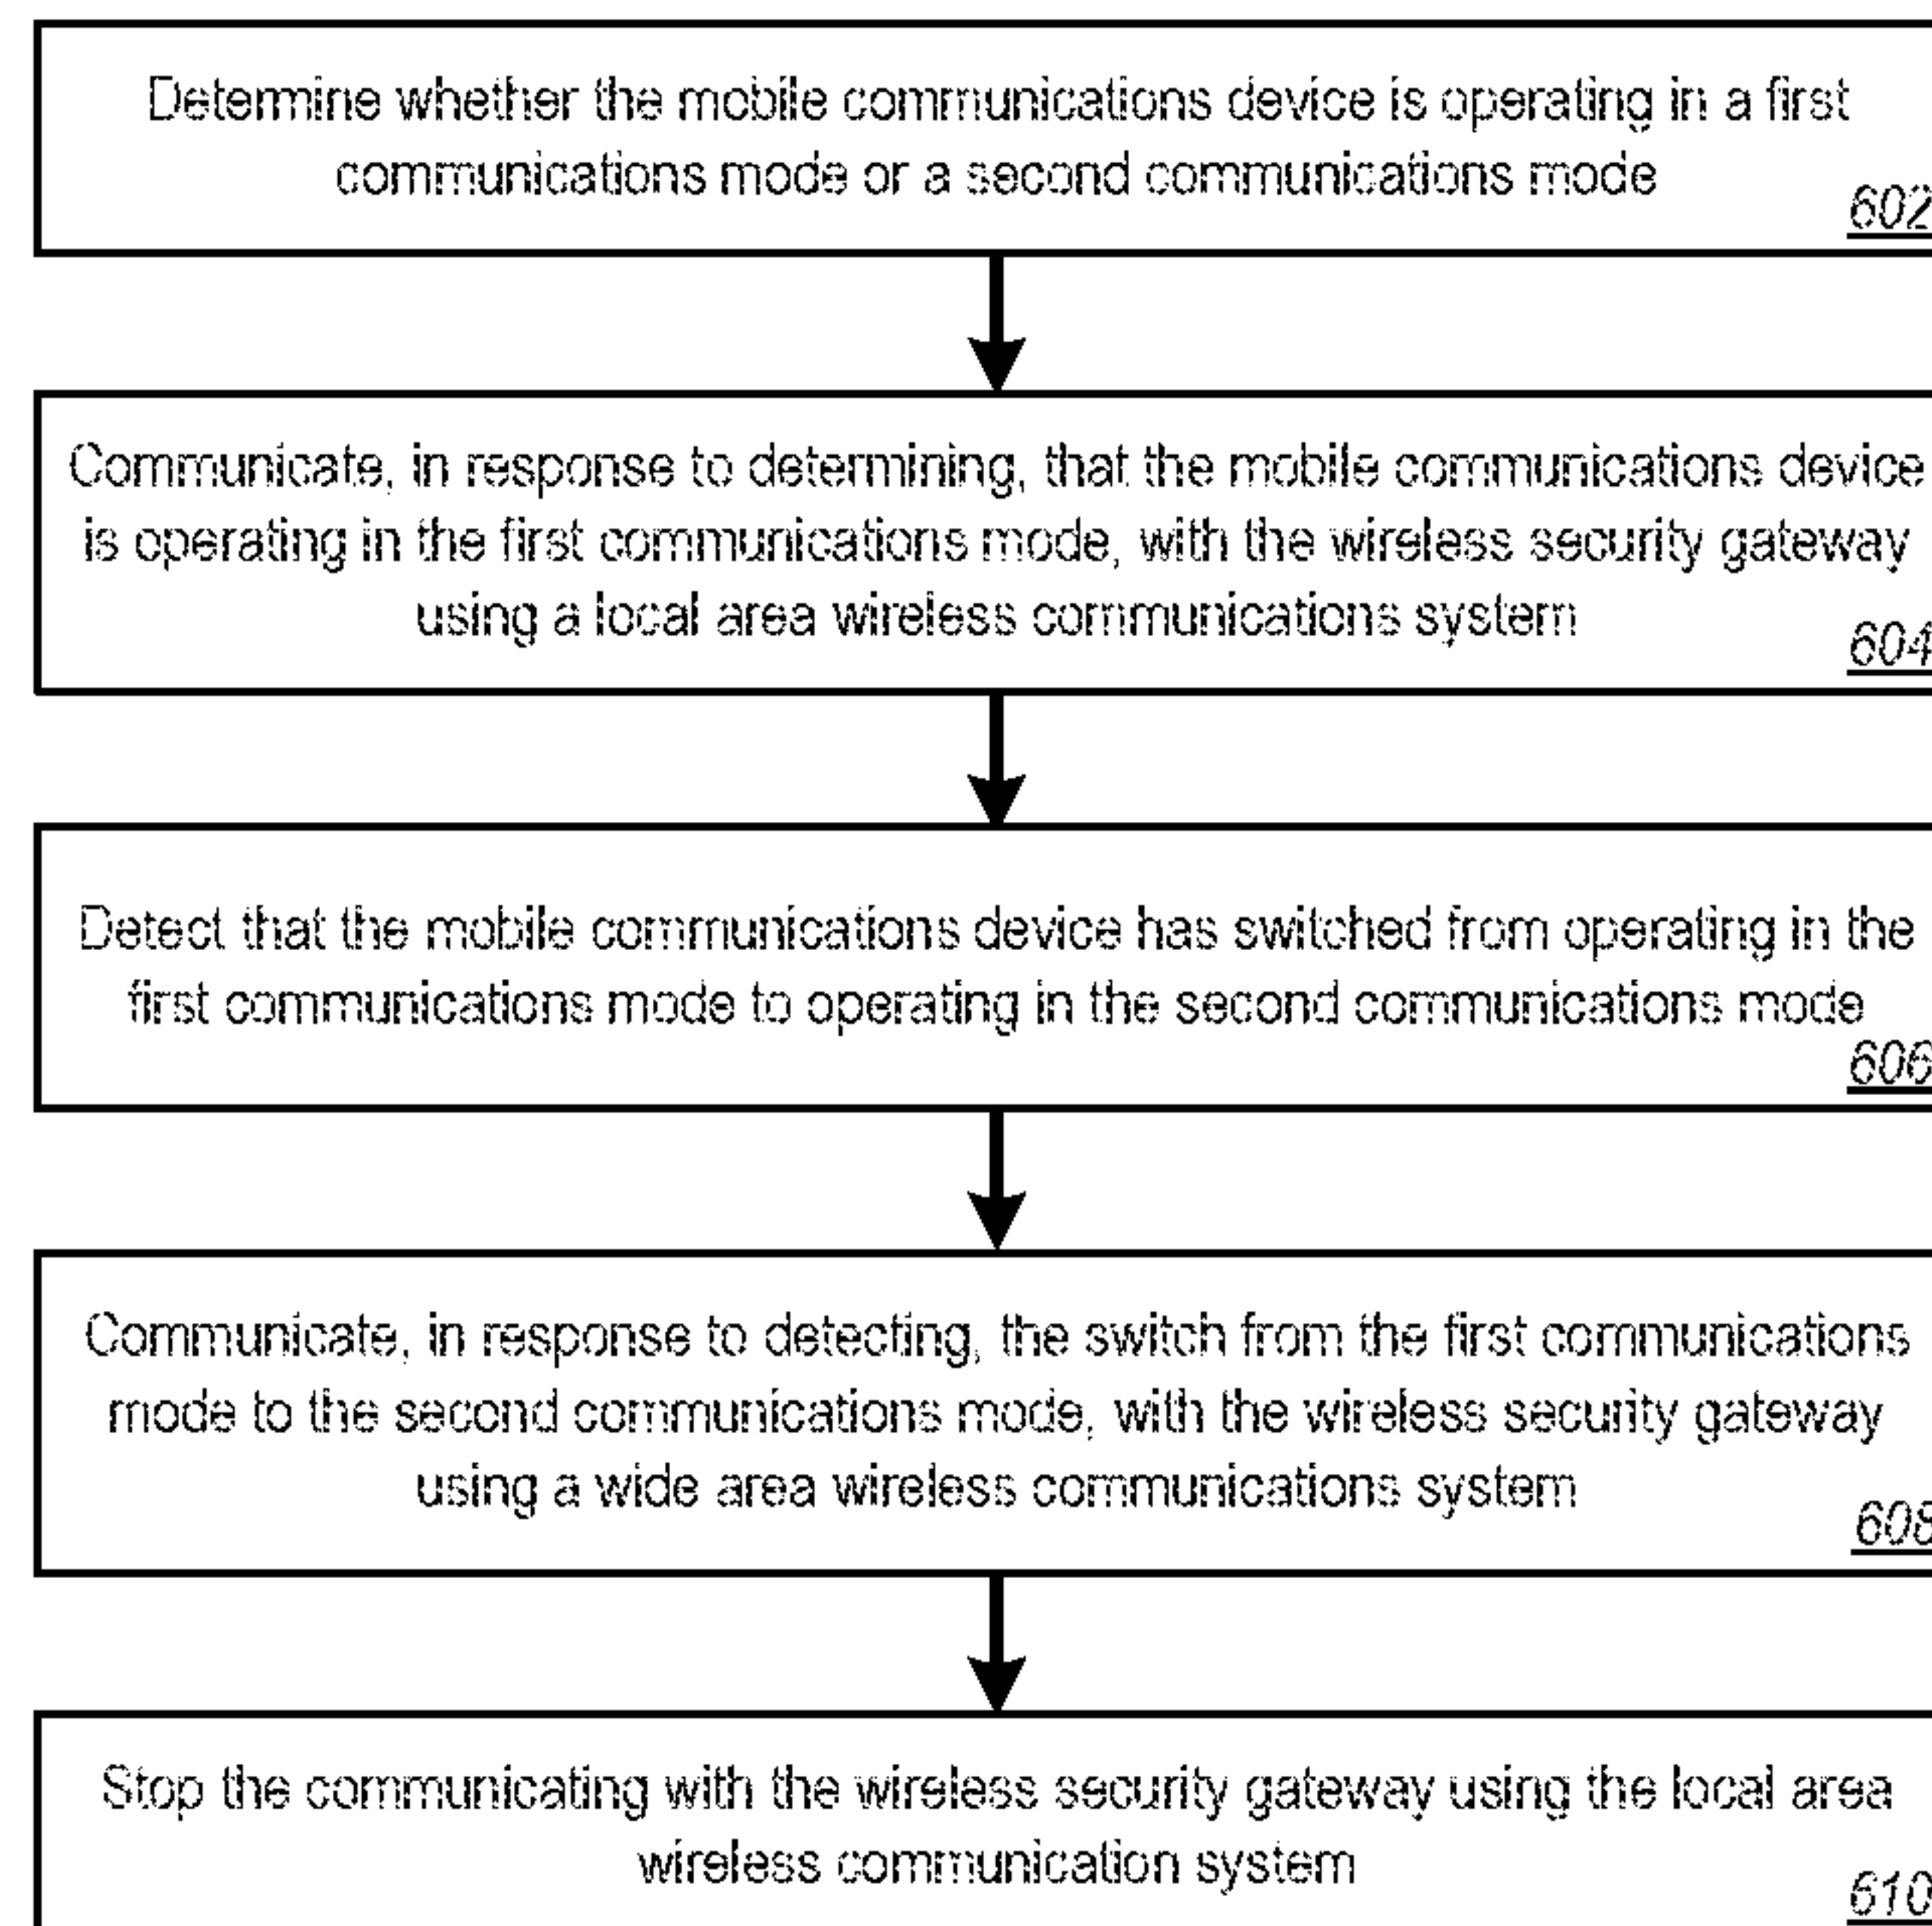 Determine whether the mobile communications device is operating in a first
communications mode or a second communications mode
602
Communicate, in response to determining, that the mobile communications device
is operating in the first communications mode, with the wireless security gateway
using a local area wireless communications system
604
Detect that the mobile communications device has switched from operating in the
first communications mode to operating in the second communications mode
606
Communicate, in response to detecting, the switch from the first communications
mode to the second communications mode, with the wireless security gateway
using a wide area wireless communications system
608
Stop the communicating with the wireless security gateway using the local area
wireless communication system
610